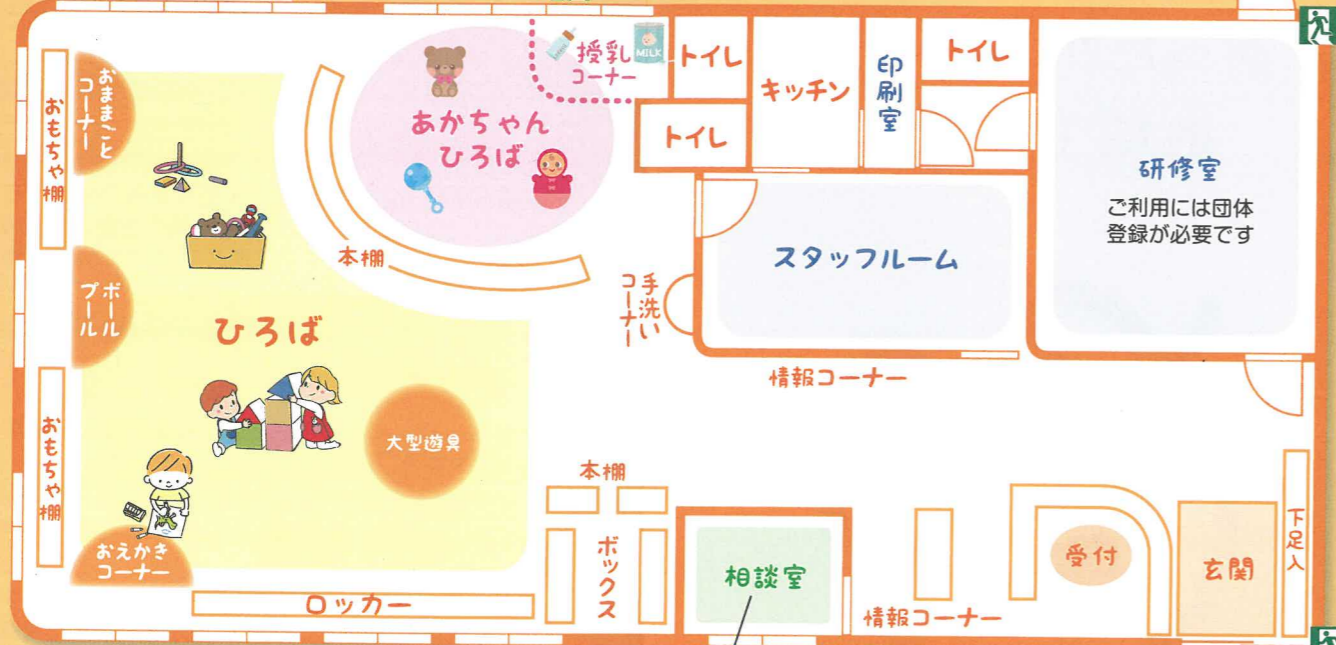 おままごと
コーナー
おもちゃ棚
ボール
プール
おもちゃ棚
おえかき
コーナー
ひろば
大型遊具
ロッカー
本棚
あかちゃん
ひろば
授乳
コーナー
MILK
トイレ
トイレ
キッチン
印刷室
トイレ
研修室
ご利用には団体
登録が必要です
スタッフルーム
手洗い
コーナー
情報コーナー
本棚
ボックス
相談室
情報コーナー
受付
玄関
下足入